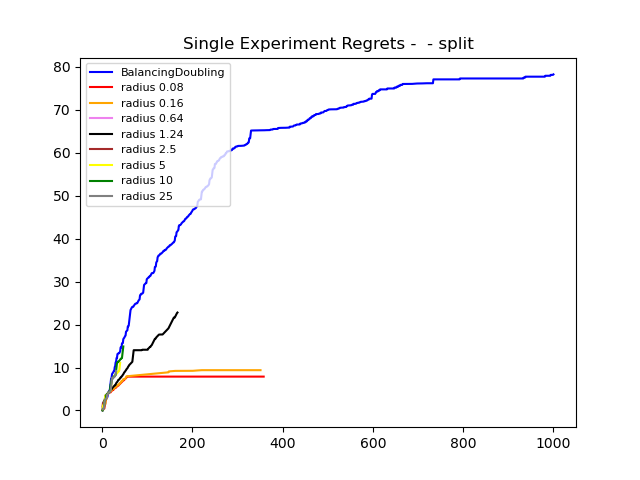 Single Experiment Regrets -  - split
80
70
60
50
40
30
20
10
0
BalancingDoubling
radius 0.08
radius 0.16
radius 0.64
radius 1.24
radius 2.5
radius 5
radius 10
radius 25
0 200 400 600 800 1000